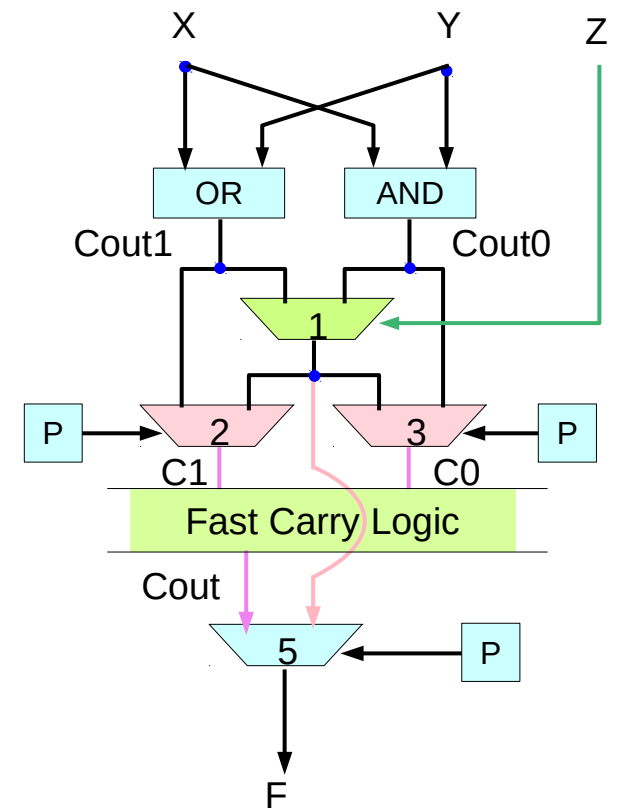 X Y Z
OR AND
Cout1 Cout0
1
P 2 3 P
C1 C0
Fast Carry Logic
Cout
5 P
F